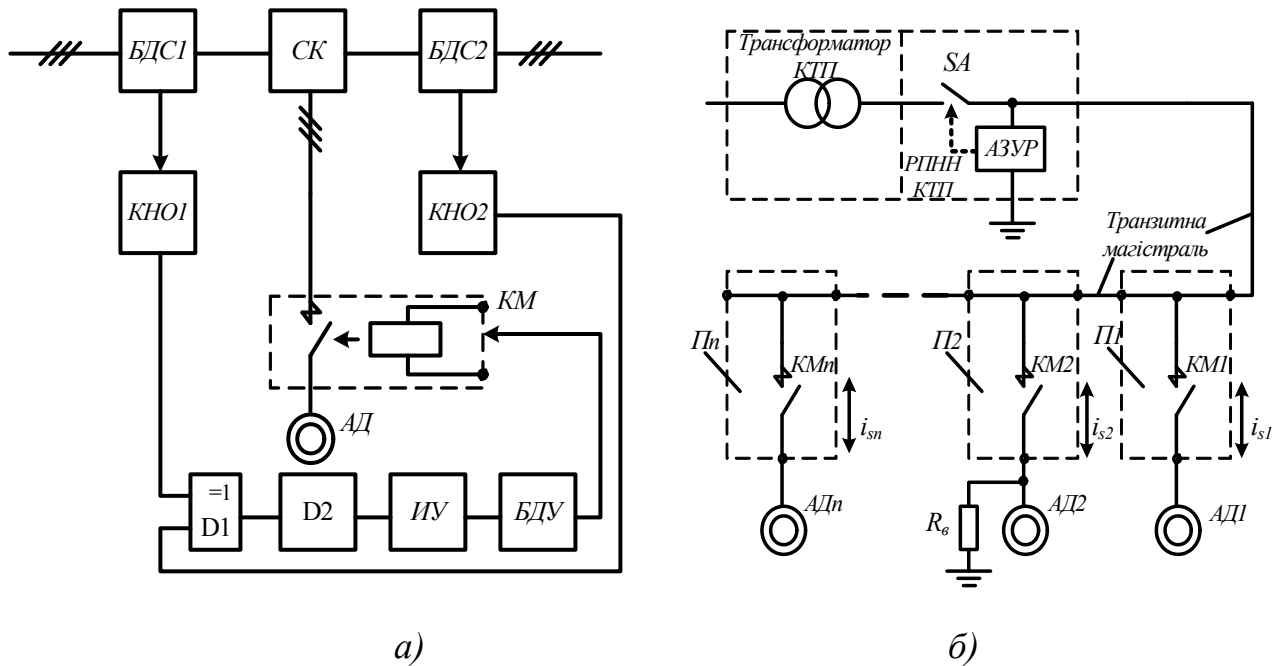 БДС1
СК
БДС2
КНО1
КНО2
КМ
АД
=1
D1
D2
ИУ
БДУ
а)
Трансформатор
КТП
SA
АЗУР
РПНН
КТП
Транзитна
магістраль
Пn
КМn
isn
П2
КМ2
is2
П1
КМ1
is1
АДn
Rв
АД2
АД1
б)